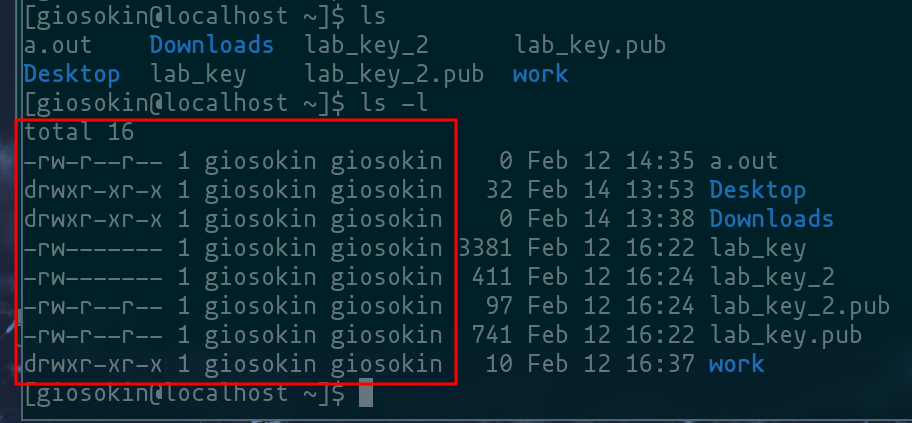 [giosokin@localhost ~]$ ls
a.out    Downloads  lab_key_2      lab_key.pub
Desktop  lab_key    lab_key_2.pub  work
[giosokin@localhost ~]$ ls -l
total 16
-rw-r--r-- 1 giosokin giosokin    0 Feb 12 14:35 a.out
drwxr-xr-x 1 giosokin giosokin   32 Feb 14 13:53 Desktop
drwxr-xr-x 1 giosokin giosokin    0 Feb 14 13:38 Downloads
-rw------- 1 giosokin giosokin 3381 Feb 12 16:22 lab_key
-rw------- 1 giosokin giosokin  411 Feb 12 16:24 lab_key_2
-rw-r--r-- 1 giosokin giosokin   97 Feb 12 16:24 lab_key_2.pub
-rw-r--r-- 1 giosokin giosokin  741 Feb 12 16:22 lab_key.pub
drwxr-xr-x 1 giosokin giosokin   10 Feb 12 16:37 work
[giosokin@localhost ~]$